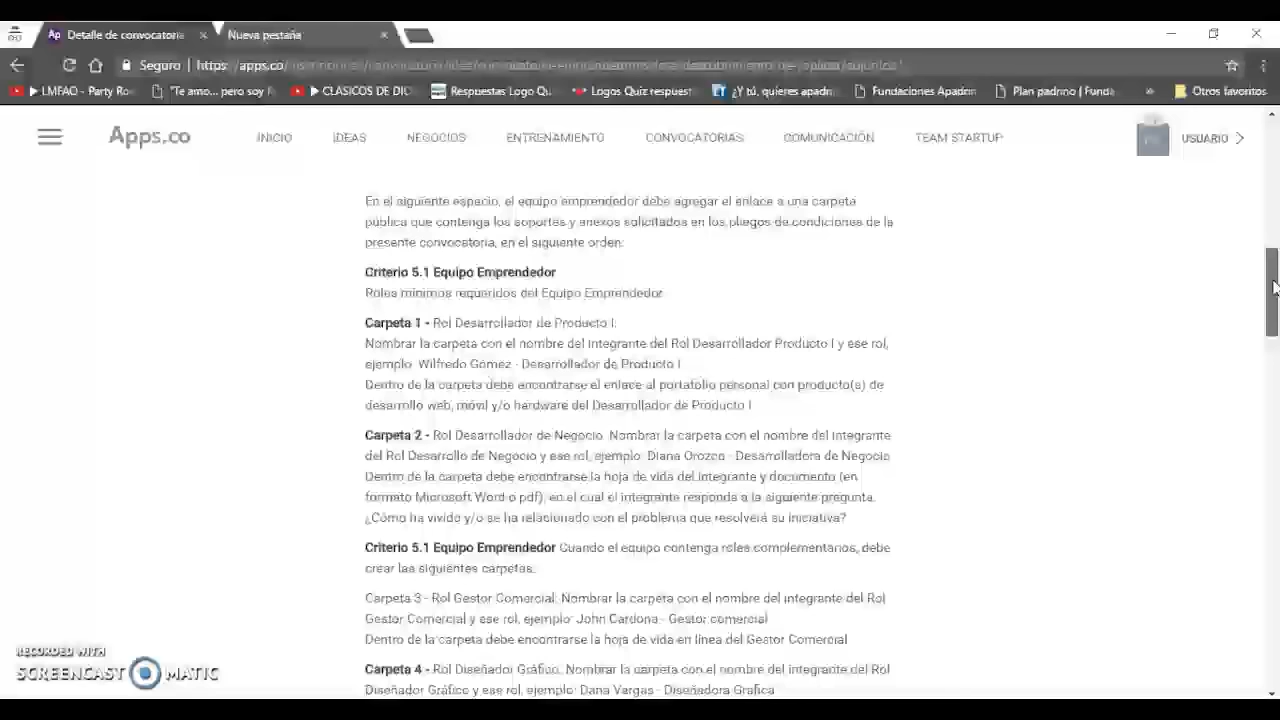 Detalle de convocatoria
Nueva pestaña
Seguro
https://apps.co/
LMFAO - Party Ro
"Te amo... pero soy f
CLASICOS DE DIC
Respuestas Logo Qu
Logos Quiz respuest
¿Y tú, quieres apadri
Fundaciones Apadrin
Plan padrino | Funda
Otros favoritos
Apps.co
INICIO
IDEAS
NEGOCIOS
ENTRENAMIENTO
CONVOCATORIAS
COMUNICACIÓN
TEAM STARTUP
USUARIO
En el siguiente espacio, el equipo emprendedor debe agregar el enlace a una carpeta
pública que contenga los soportes y anexos solicitados en los pliegos de condiciones de la
presente convocatoria, en el siguiente orden:
Criterio 5.1 Equipo Emprendedor
Roles mínimos requeridos del Equipo Emprendedor
Carpeta 1 - Rol Desarrollador de Producto I:
Nombrar la carpeta con el nombre del integrante del Rol Desarrollador Producto I y ese rol,
ejemplo: Wilfredo Gómez - Desarrollador de Producto I
Dentro de la carpeta debe encontrarse el enlace al portafolio personal con producto(s) de
desarrollo web, móvil y/o hardware del Desarrollador de Producto I
Carpeta 2 - Rol Desarrollador de Negocio. Nombrar la carpeta con el nombre del integrante
del Rol Desarrollo de Negocio y ese rol, ejemplo: Diana Orozco - Desarrolladora de Negocio
Dentro de la carpeta debe encontrarse la hoja de vida del integrante y documento (en
formato Microsoft Word o pdf), en el cual el integrante responda a la siguiente pregunta:
¿Cómo ha vivido y/o se ha relacionado con el problema que resolverá su iniciativa?
Criterio 5.1 Equipo Emprendedor Cuando el equipo contenga roles complementarios, debe
crear las siguientes carpetas:
Carpeta 3 - Rol Gestor Comercial: Nombrar la carpeta con el nombre del integrante del Rol
Gestor Comercial y ese rol, ejemplo: John Cardona - Gestor comercial
Dentro de la carpeta debe encontrarse la hoja de vida en línea del Gestor Comercial
Carpeta 4 - Rol Diseñador Gráfico. Nombrar la carpeta con el nombre del integrante del Rol
Diseñador Gráfico y ese rol, ejemplo: Dana Vargas - Diseñadora Grafica
RECORDED WITH
SCREENCAST MATIC